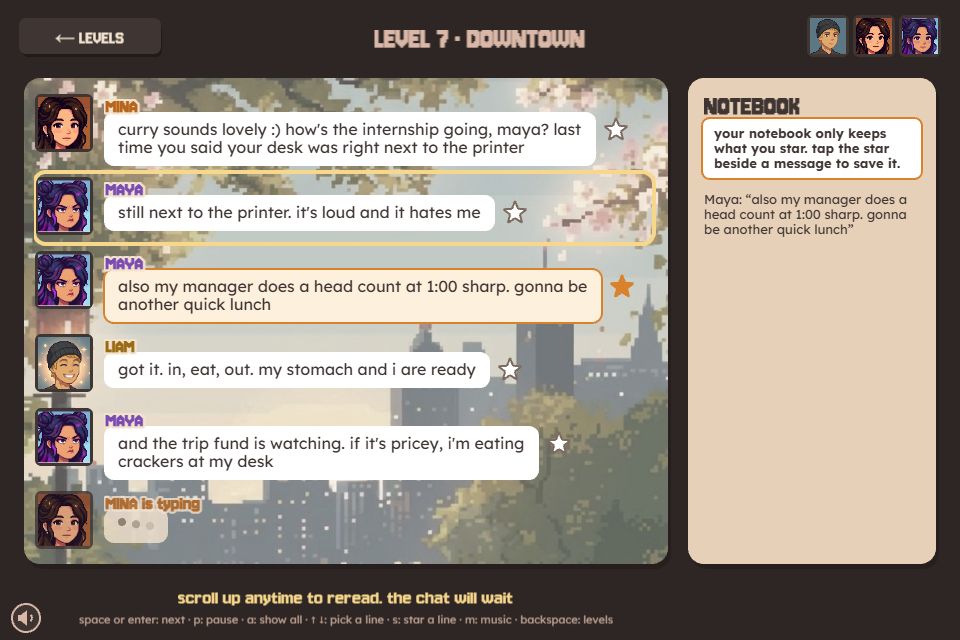 ← LEVELS
LEVEL 7 · DOWNTOWN
MINA
curry sounds lovely :) how's the internship going, maya? last
time you said your desk was right next to the printer
MAYA
still next to the printer. it's loud and it hates me
MAYA
also my manager does a head count at 1:00 sharp. gonna be
another quick lunch
LIAM
got it. in, eat, out. my stomach and i are ready
MAYA
and the trip fund is watching. if it's pricey, i'm eating
crackers at my desk
MINA is typing
NOTEBOOK
your notebook only keeps
what you star. tap the star
beside a message to save it.
Maya: “also my manager does a
head count at 1:00 sharp. gonna
be another quick lunch”
scroll up anytime to reread. the chat will wait
space or enter: next · p: pause · a: show all · ↑ ↓: pick a line · s: star a line · m: music · backspace: levels